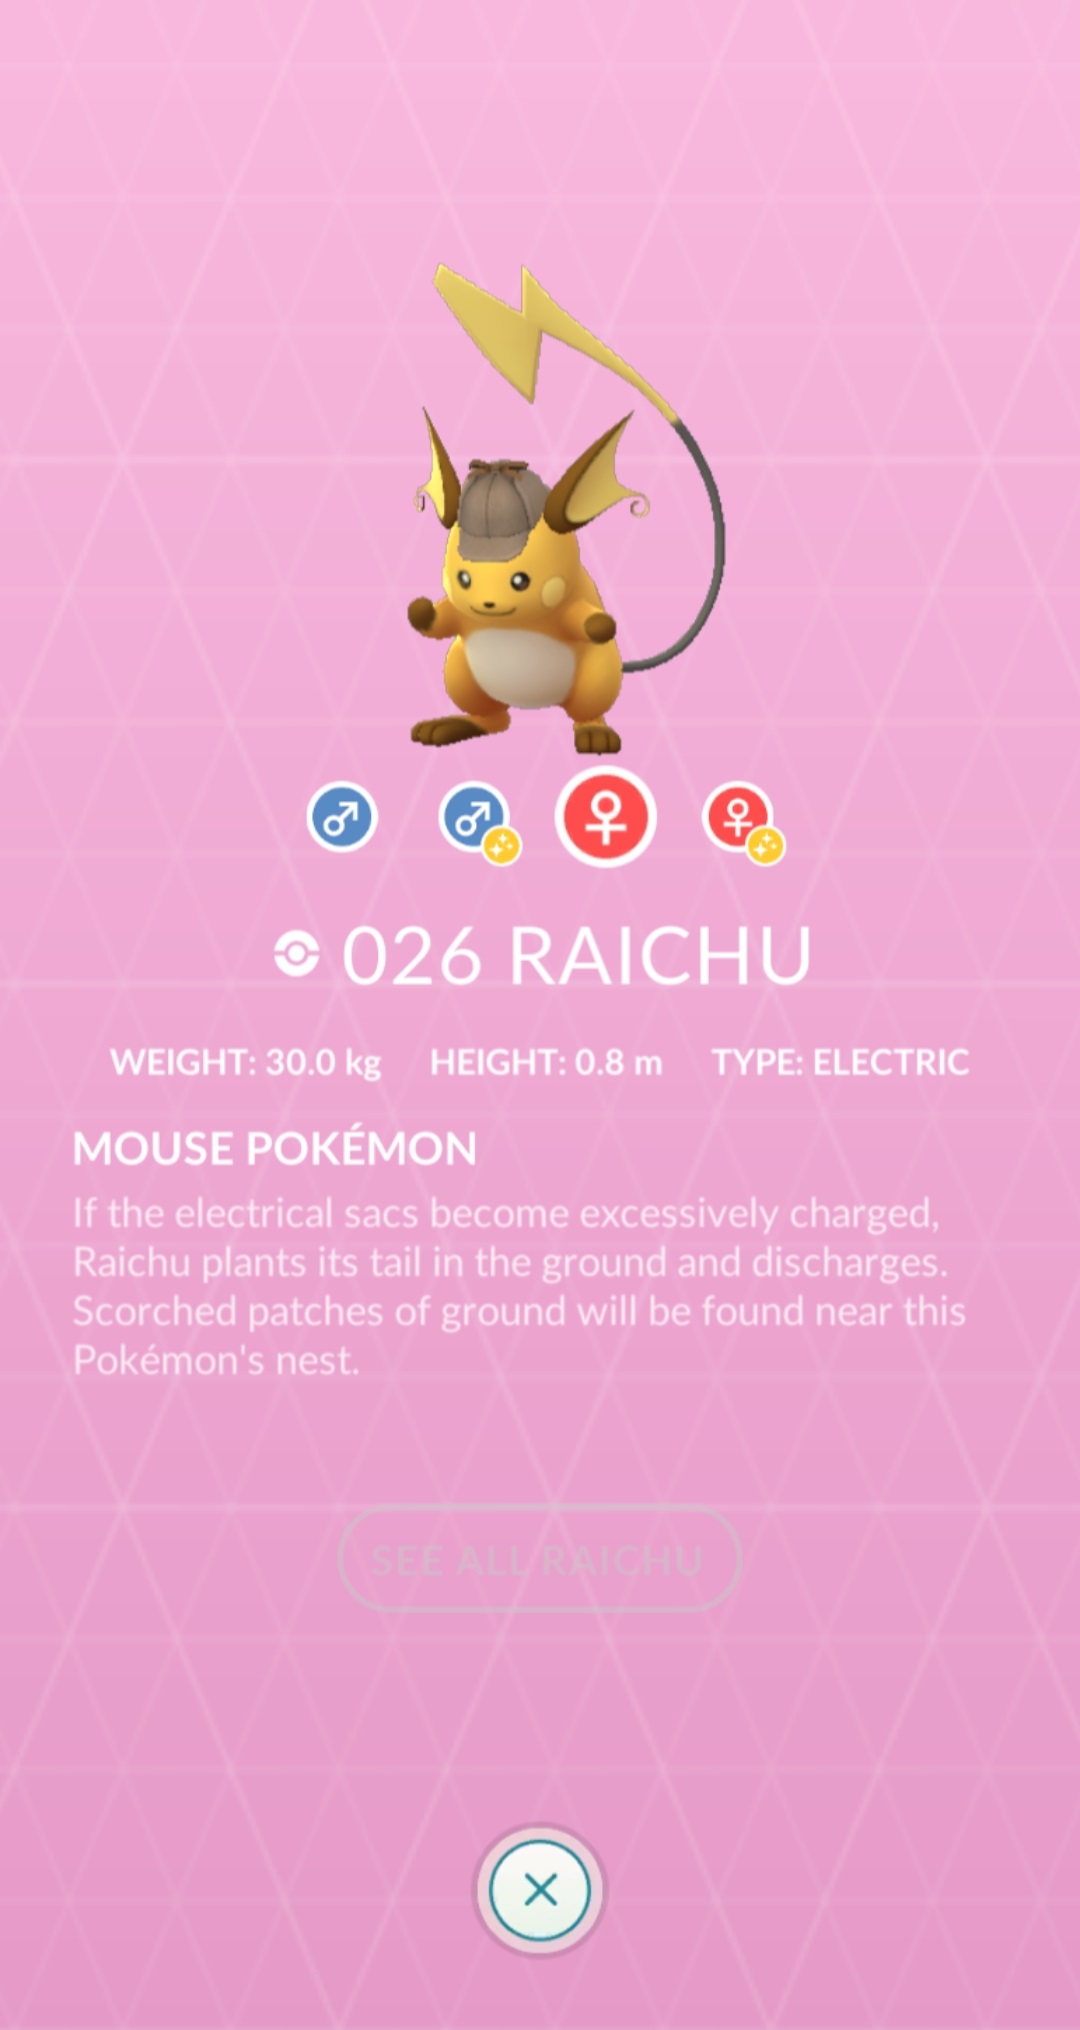 026 RAICHU
WEIGHT: 30.0 kg HEIGHT: 0.8 m TYPE: ELECTRIC
MOUSE POKÉMON
If the electrical sacs become excessively charged,
Raichu plants its tail in the ground and discharges.
Scorched patches of ground will be found near this
Pokémon's nest.
SEE ALL RAICHU